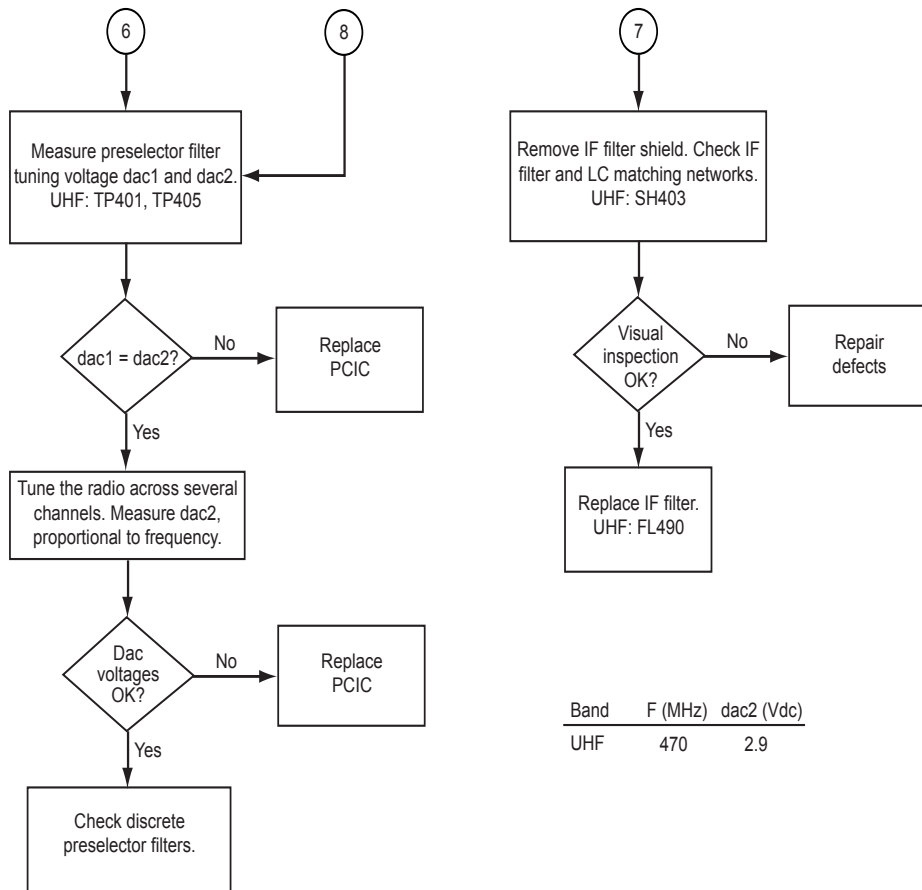 6
8
Measure preselector filter
tuning voltage dac1 and dac2.
UHF: TP401, TP405
dac1 = dac2?
No
Replace
PCIC
Yes
Tune the radio across several
channels. Measure dac2,
proportional to frequency.
Dac
voltages
OK?
No
Replace
PCIC
Yes
Check discrete
preselector filters.
7
Remove IF filter shield. Check IF
filter and LC matching networks.
UHF: SH403
Visual
inspection
OK?
No
Repair
defects
Yes
Replace IF filter.
UHF: FL490
Band F (MHz) dac2 (Vdc)
UHF 470 2.9